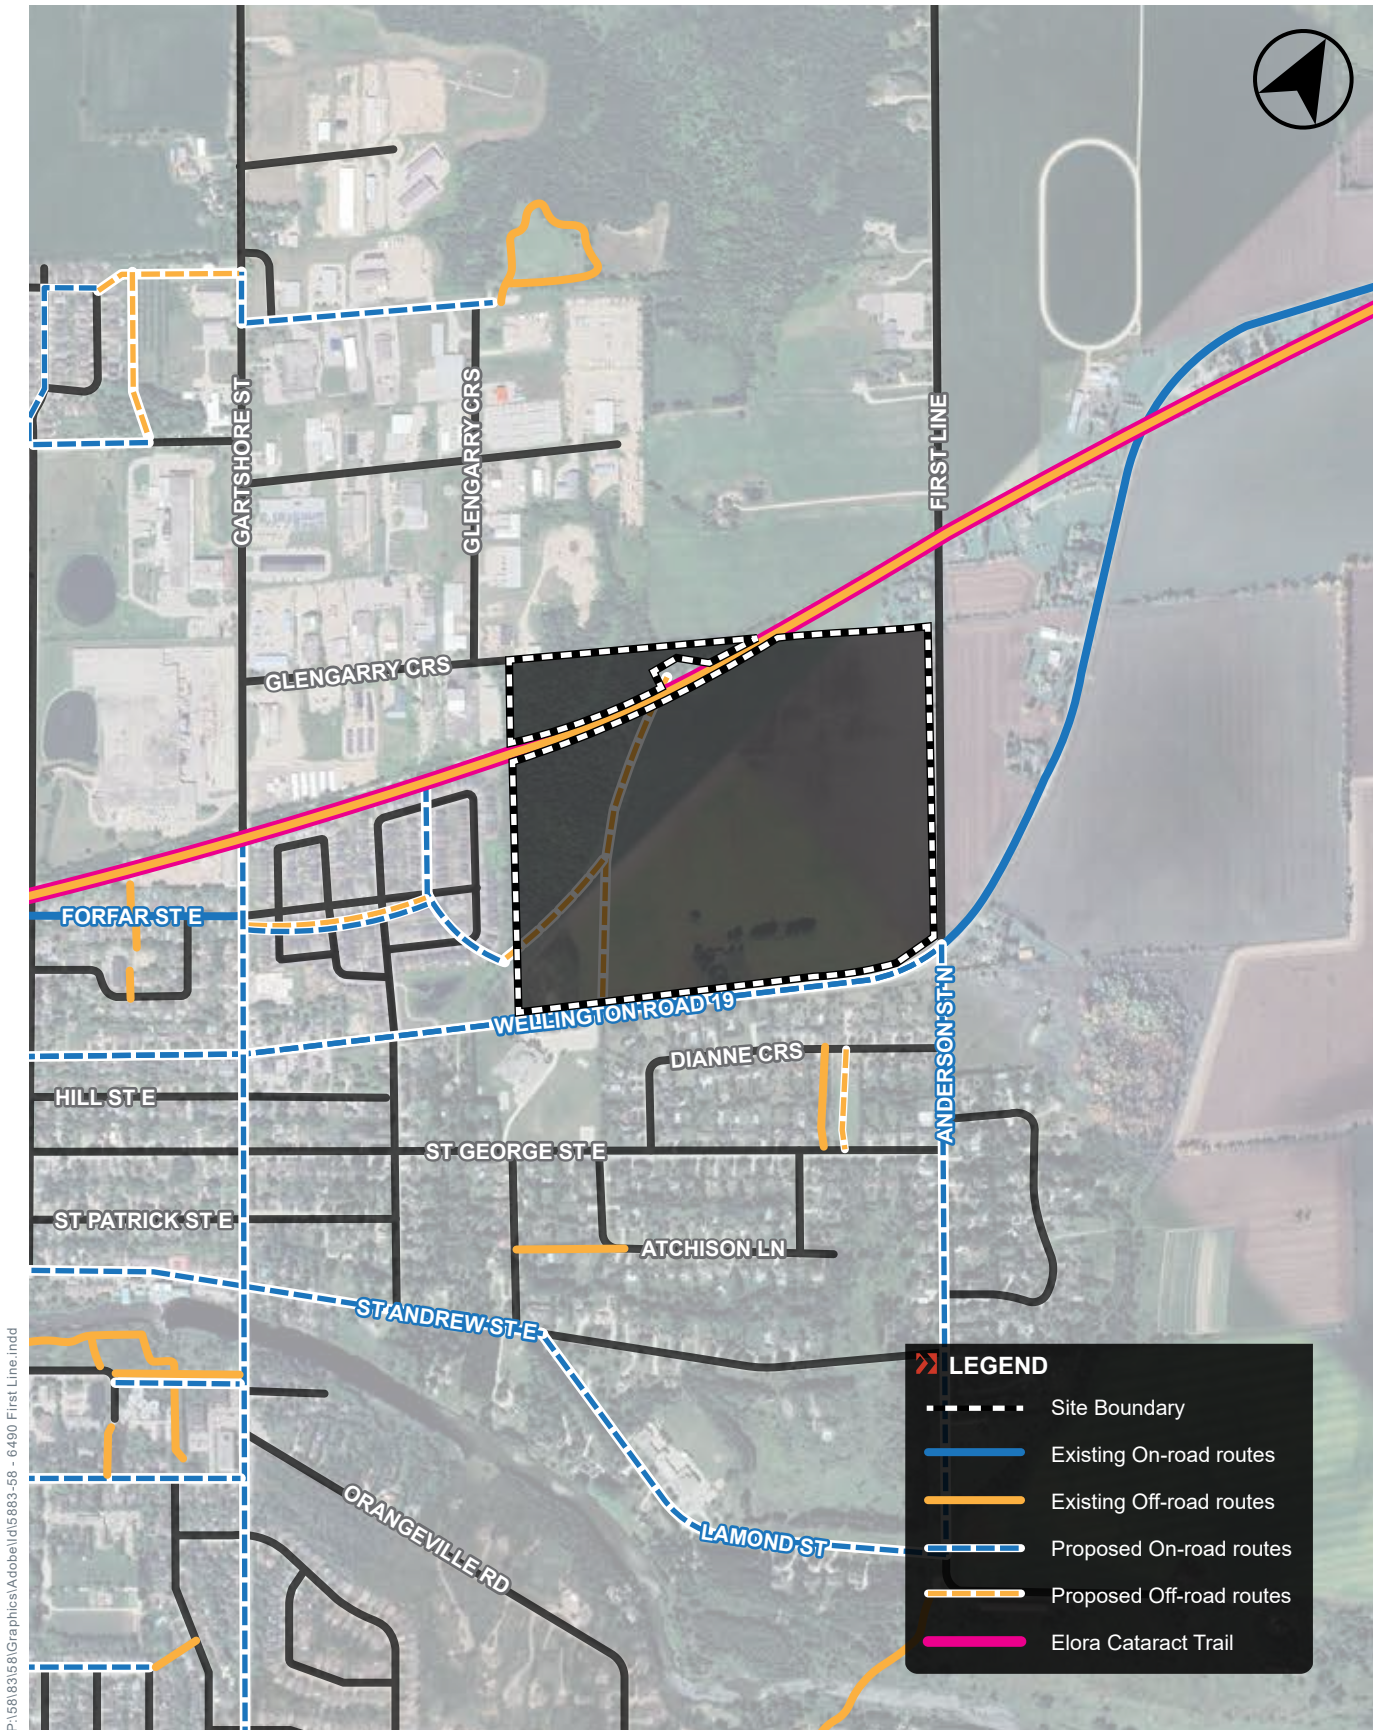 GARTSHORE ST
GLENGARRY CRS
FIRST LINE
GLENGARRY CRS
FORFAR ST E
WELLINGTON ROAD 19
ANDERSON ST N
DIANNE CRS
HILL ST E
ST GEORGE ST E
ST PATRICK ST E
ATCHISON LN
ST ANDREW ST E
ORANGEVILLE RD
LAMOND ST
LEGEND
Site Boundary
Existing On-road routes
Existing Off-road routes
Proposed On-road routes
Proposed Off-road routes
Elora Cataract Trail
P:\58\83\58\Graphics\Adobe\Id\5883-58 - 6490 First Line.indd